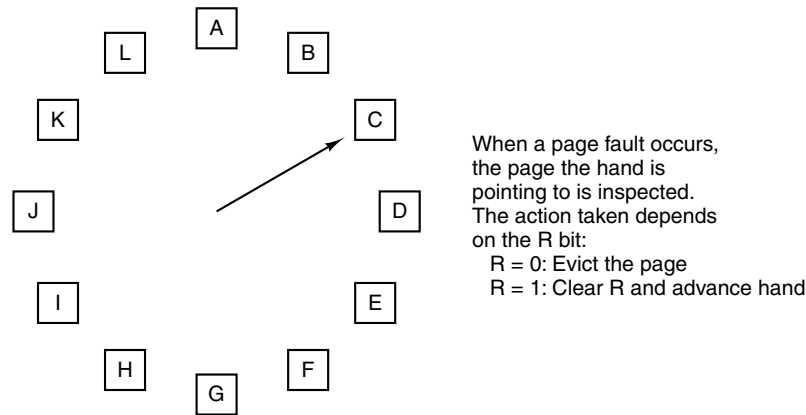 A
B
C
D
E
F
G
H
I
J
K
L
When a page fault occurs,
the page the hand is
pointing to is inspected.
The action taken depends
on the R bit:
R = 0: Evict the page
R = 1: Clear R and advance hand